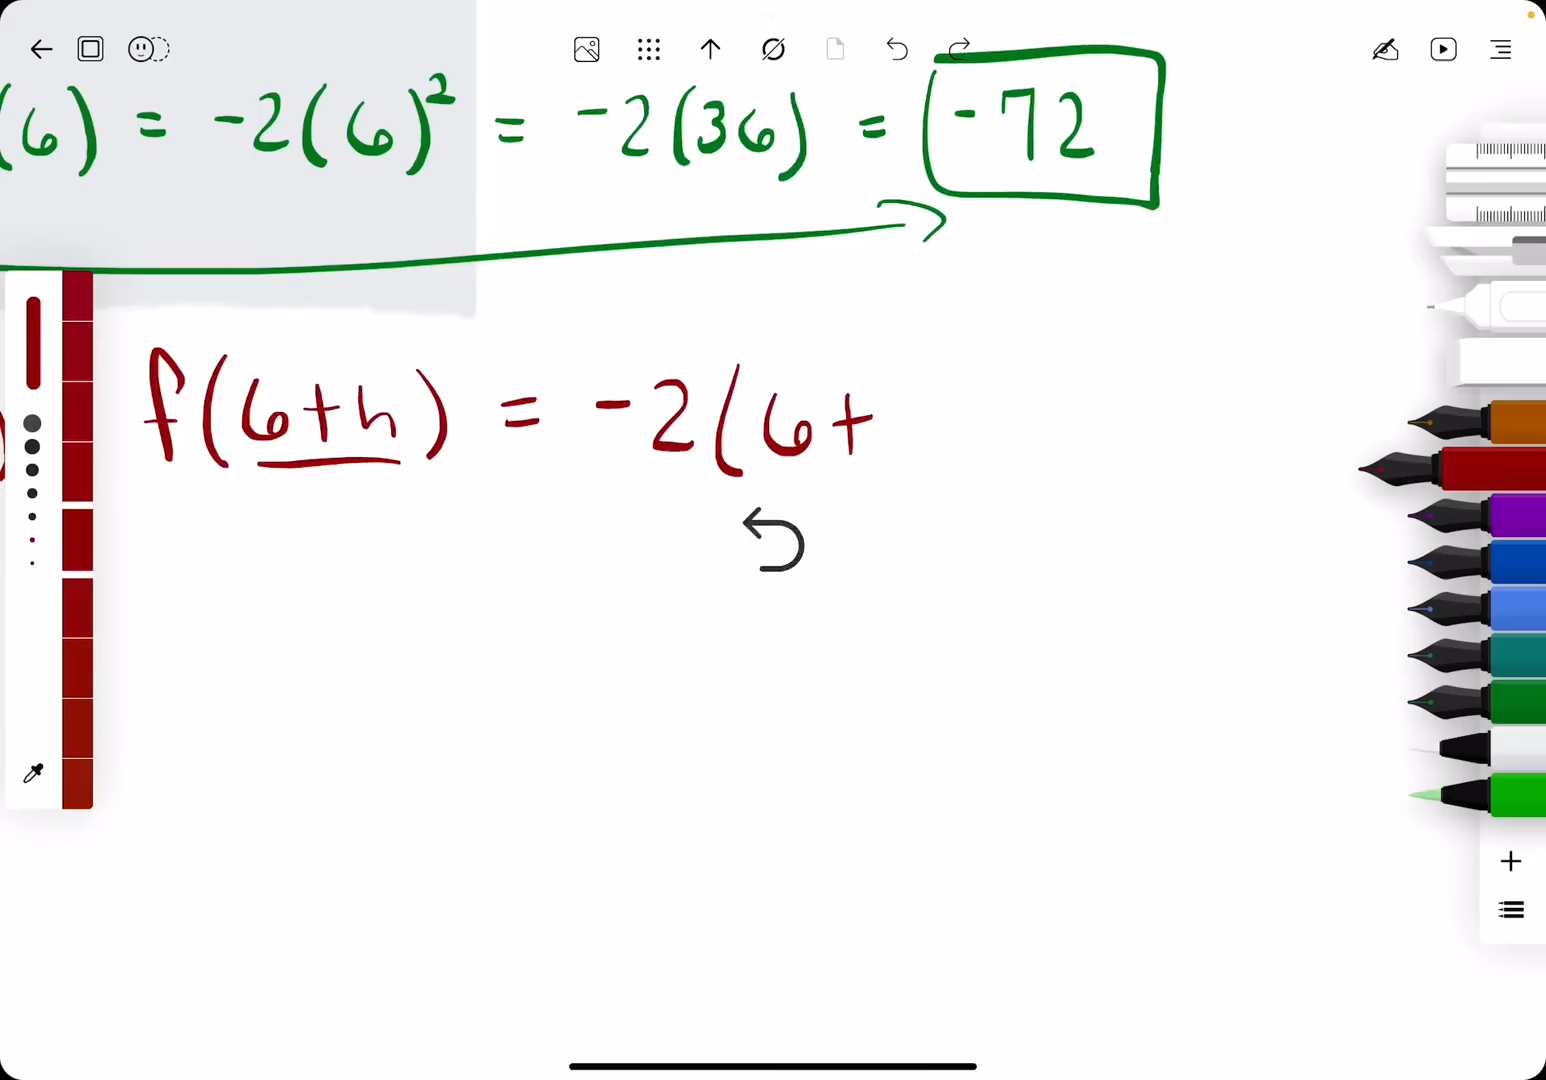 (6) = -2(6)² = -2(36) = -72
f(6+h) = -2(6+